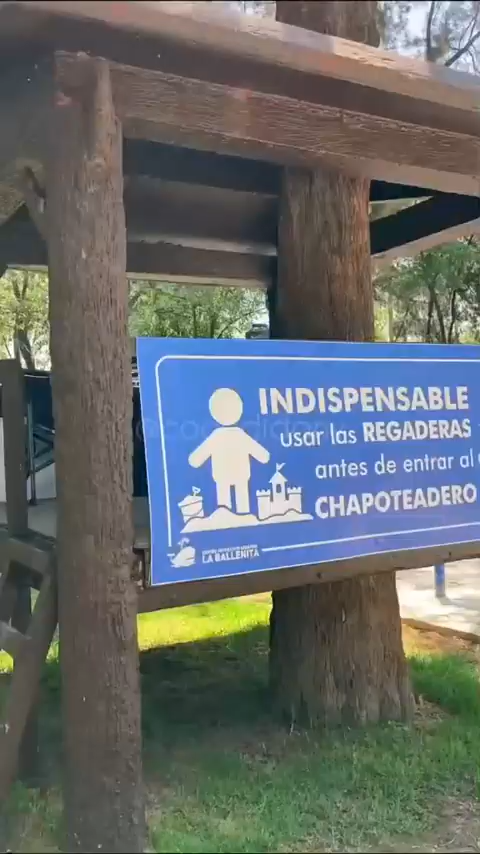 INDISPENSABLE
usar las REGADERAS
antes de entrar al
CHAPOTEADERO
LA BALLENITA